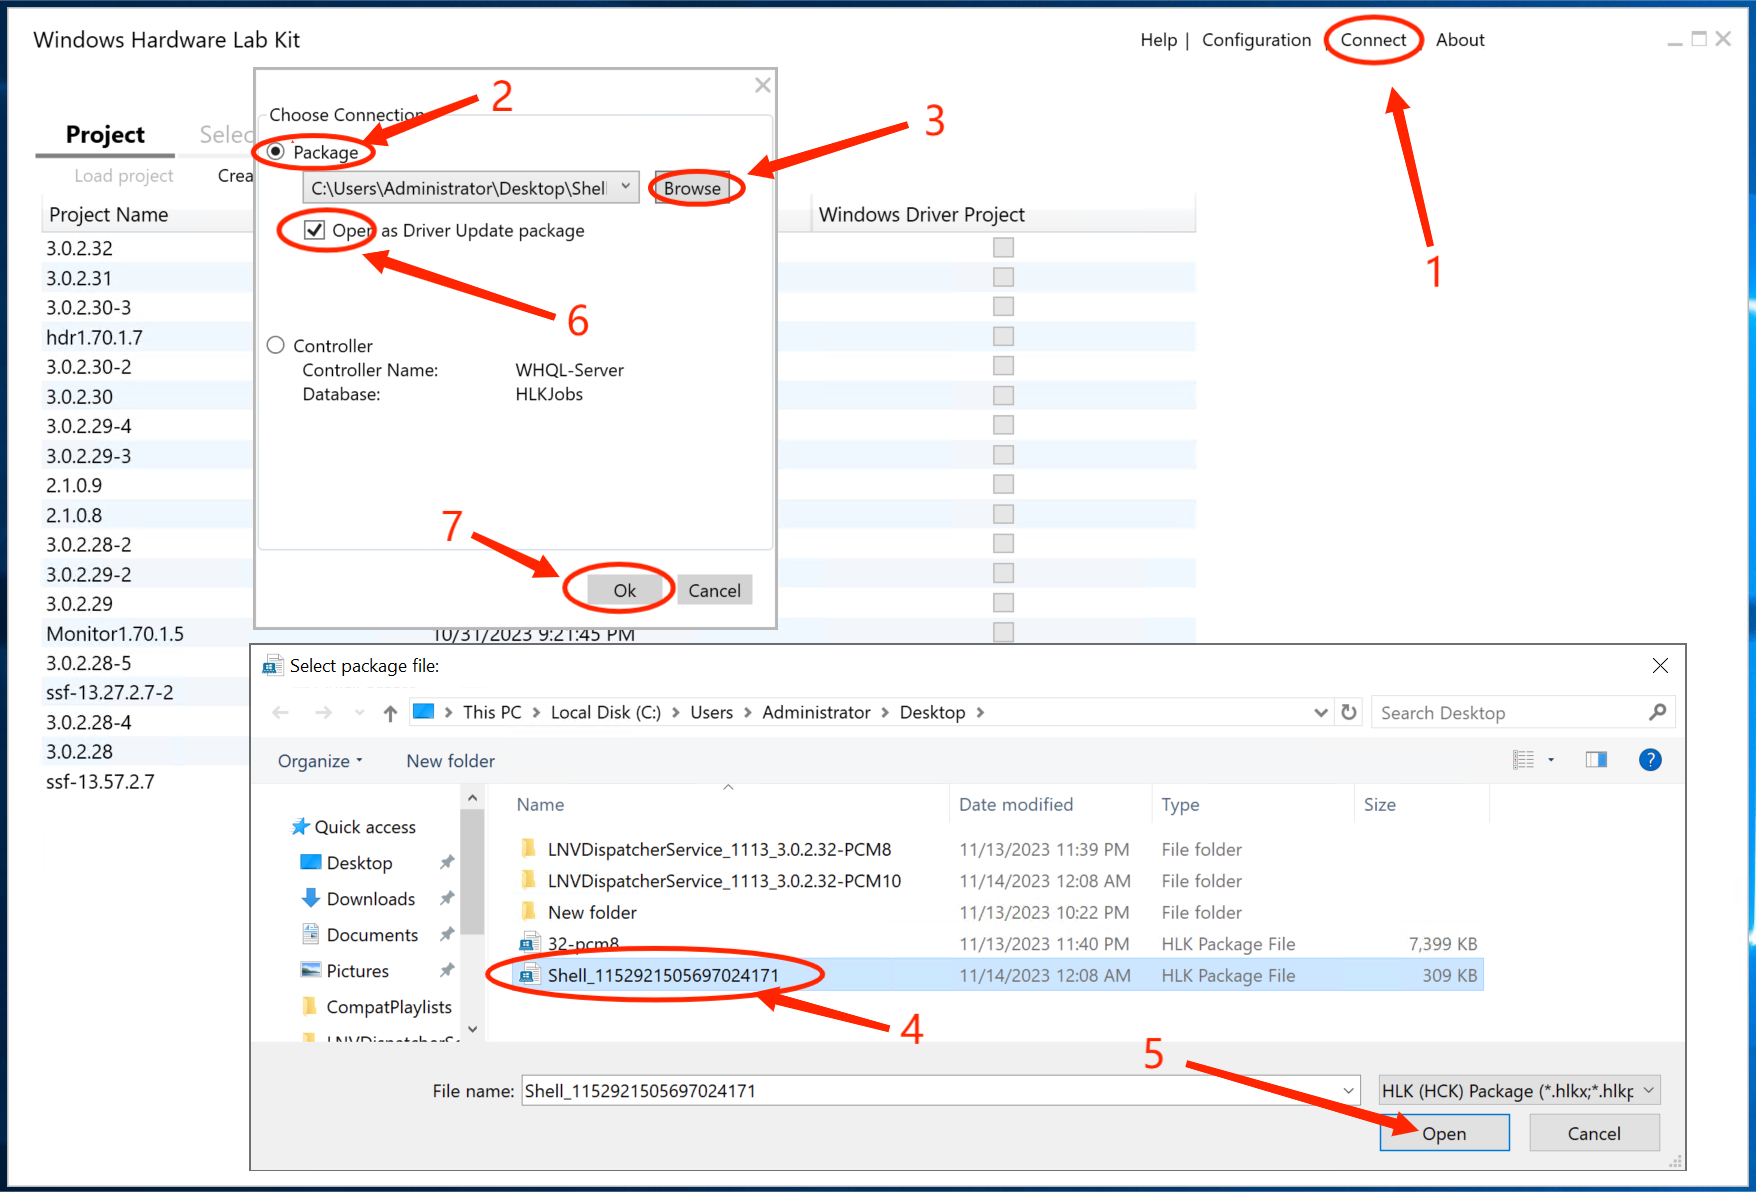 Windows Hardware Lab Kit
Help | Configuration | Connect | About
2
3
1
Choose Connection
Project Selec
Package
Load project Crea
C:\Users\Administrator\Desktop\Shell
Browse
Project Name
Windows Driver Project
Open as Driver Update package
3.0.2.32
3.0.2.31
3.0.2.30-3
6
hdr1.70.1.7
Controller
3.0.2.30-2
Controller Name: WHQL-Server
3.0.2.30
Database: HLKJobs
3.0.2.29-4
3.0.2.29-3
2.1.0.9
2.1.0.8
7
3.0.2.28-2
3.0.2.29-2
Ok Cancel
3.0.2.29
Monitor1.70.1.5 10/31/2023 9:21:45 PM
3.0.2.28-5
ssf-13.27.2.7-2
3.0.2.28-4
3.0.2.28
ssf-13.57.2.7
Select package file:
This PC > Local Disk (C:) > Users > Administrator > Desktop >
Search Desktop
Organize New folder
Name Date modified Type Size
Quick access
Desktop
Downloads
Documents
Pictures
CompatPlaylists
LNVDispatcherSe
LNVDispatcherService_1113_3.0.2.32-PCM8 11/13/2023 11:39 PM File folder
LNVDispatcherService_1113_3.0.2.32-PCM10 11/14/2023 12:08 AM File folder
New folder 11/13/2023 10:22 PM File folder
32-pcm8 11/13/2023 11:40 PM HLK Package File 7,399 KB
Shell_1152921505697024171 11/14/2023 12:08 AM HLK Package File 309 KB
4
5
File name: Shell_1152921505697024171
HLK (HCK) Package (*.hlkx;*.hlkp
Open Cancel